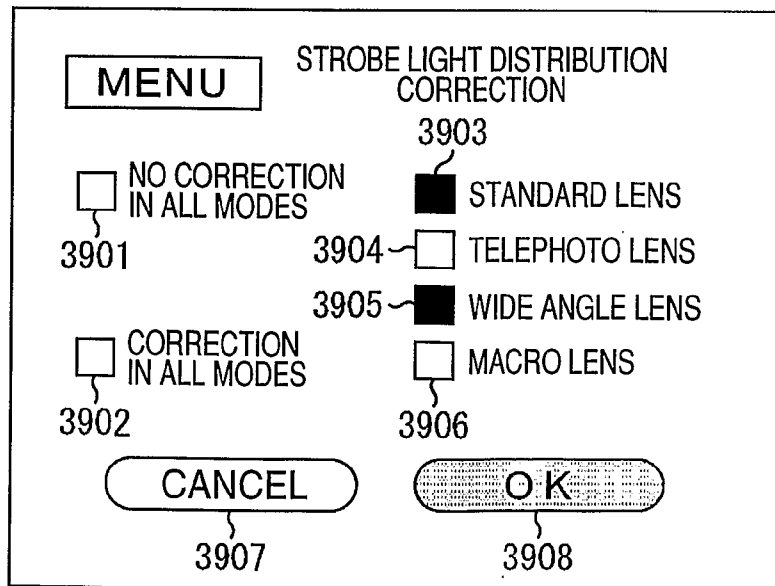 MENU
STROBE LIGHT DISTRIBUTION
CORRECTION
3903
NO CORRECTION
IN ALL MODES
3901
STANDARD LENS
3904
TELEPHOTO LENS
3905
WIDE ANGLE LENS
CORRECTION
IN ALL MODES
3902
MACRO LENS
3906
CANCEL
3907
OK
3908